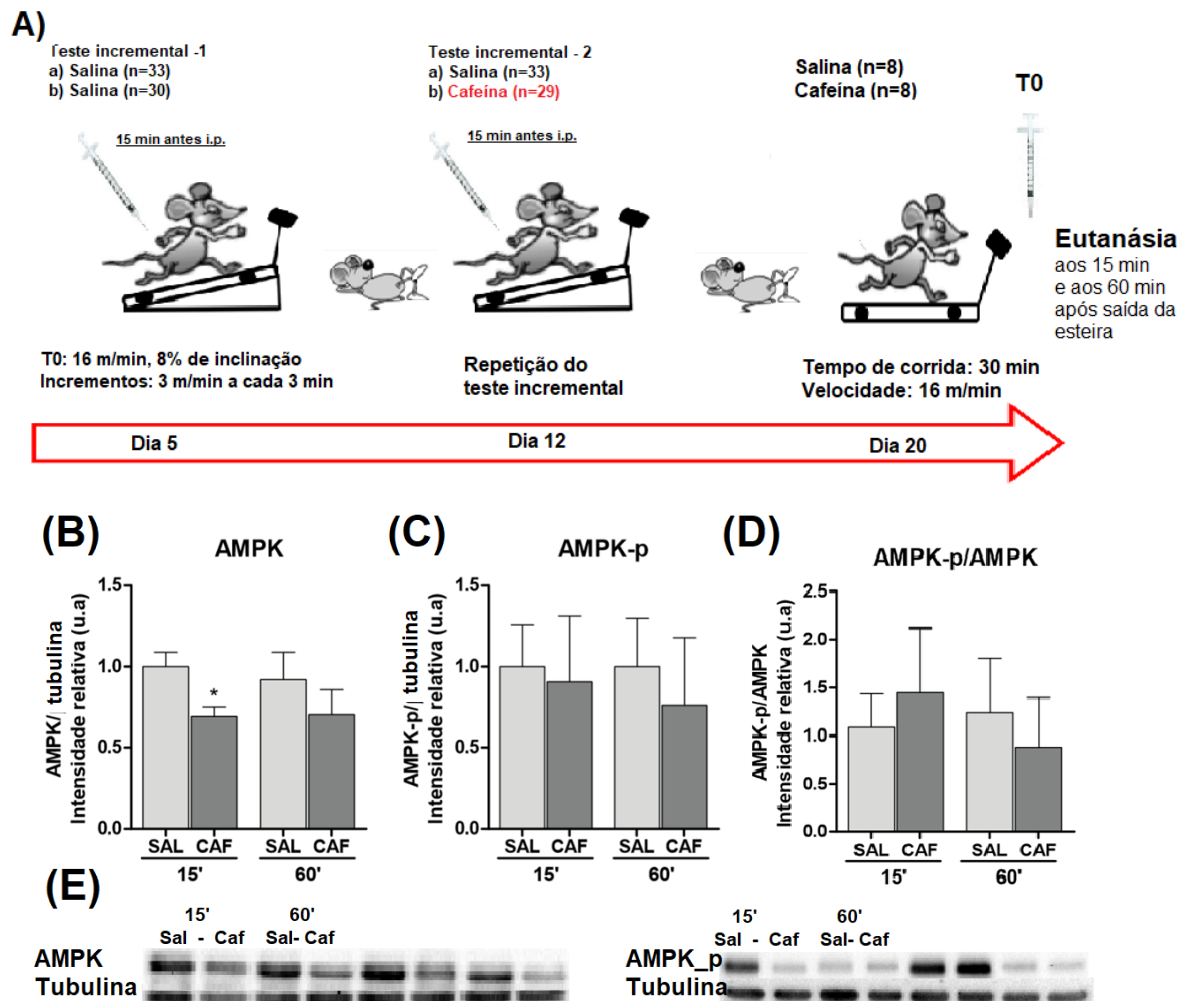 A)
Teste incremental -1
a) Salina (n=33)
b) Salina (n=30)
15 min antes i.p.
Teste incremental - 2
a) Salina (n=33)
b) Cafeína (n=29)
15 min antes i.p.
Salina (n=8)
Cafeína (n=8)
T0
Eutanásia
aos 15 min
e aos 60 min
após saída da
esteira
T0: 16 m/min, 8% de inclinação
Incrementos: 3 m/min a cada 3 min
Repetição do
teste incremental
Tempo de corrida: 30 min
Velocidade: 16 m/min
Dia 5
Dia 12
Dia 20
(B)
AMPK
AMPK/| tubulina
Intensidade relativa (u.a)
1.5
1.0
0.5
0.0
*
SAL CAF SAL CAF
15' 60'
(C)
AMPK-p
AMPK-p/| tubulina
Intensidade relativa (u.a)
1.5
1.0
0.5
0.0
SAL CAF SAL CAF
15' 60'
(D)
AMPK-p/AMPK
AMPK-p/AMPK
Intensidade relativa (u.a)
2.5
2.0
1.5
1.0
0.5
0.0
SAL CAF SAL CAF
15' 60'
(E)
15' 60'
Sal - Caf Sal- Caf
AMPK
Tubulina
15' 60'
Sal - Caf Sal- Caf
AMPK_p
Tubulina